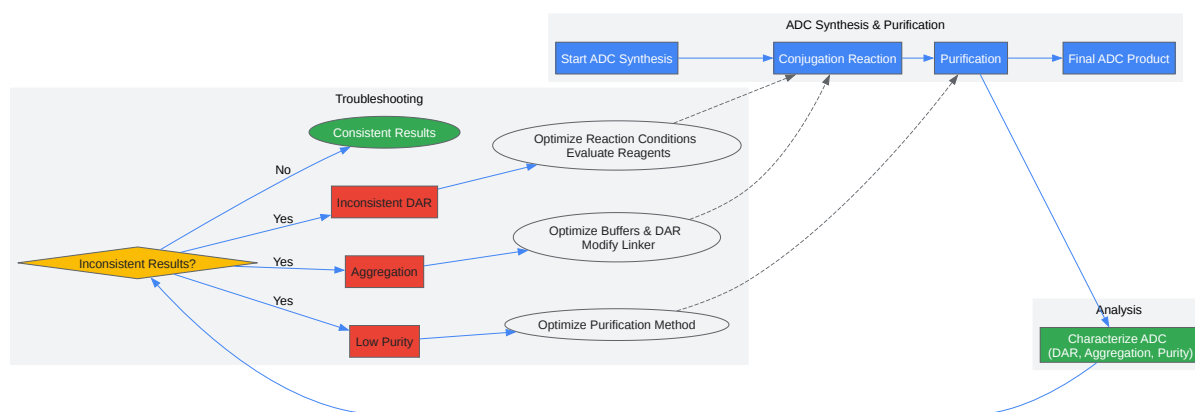 ADC Synthesis & Purification
Start ADC Synthesis
Conjugation Reaction
Purification
Final ADC Product
Troubleshooting
Consistent Results
Optimize Reaction Conditions
Evaluate Reagents
No
Inconsistent DAR
Yes
Optimize Buffers & DAR
Modify Linker
Inconsistent Results?
Yes
Aggregation
Yes
Low Purity
Optimize Purification Method
Analysis
Characterize ADC
(DAR, Aggregation, Purity)